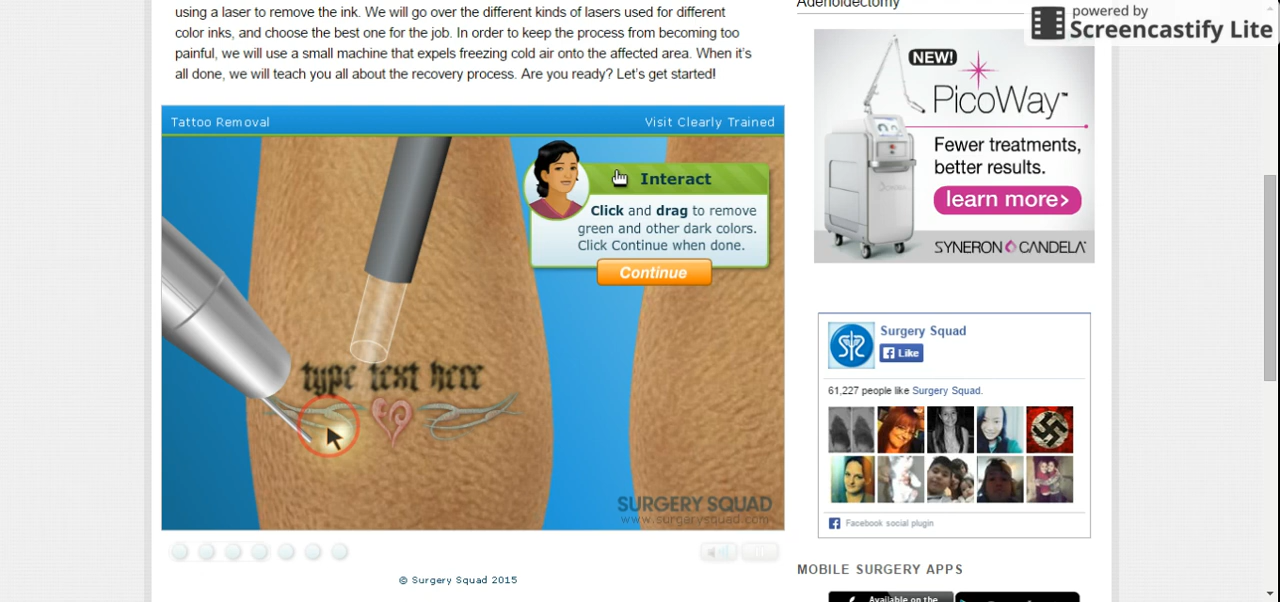 using a laser to remove the ink. We will go over the different kinds of lasers used for different
color inks, and choose the best one for the job. In order to keep the process from becoming too
painful, we will use a small machine that expels freezing cold air onto the affected area. When it's
all done, we will teach you all about the recovery process. Are you ready? Let's get started!
Tattoo Removal
Visit Clearly Trained
Interact
Click and drag to remove
green and other dark colors.
Click Continue when done.
Continue
type text here
SURGERY SQUAD
www.surgerysquad.com
© Surgery Squad 2015
Adenoidectomy
powered by
Screencastify Lite
NEW!
PicoWay™
Fewer treatments,
better results.
learn more>
SYNERON CANDELA
Surgery Squad
Like
61,227 people like Surgery Squad.
Facebook social plugin
MOBILE SURGERY APPS
Available on the